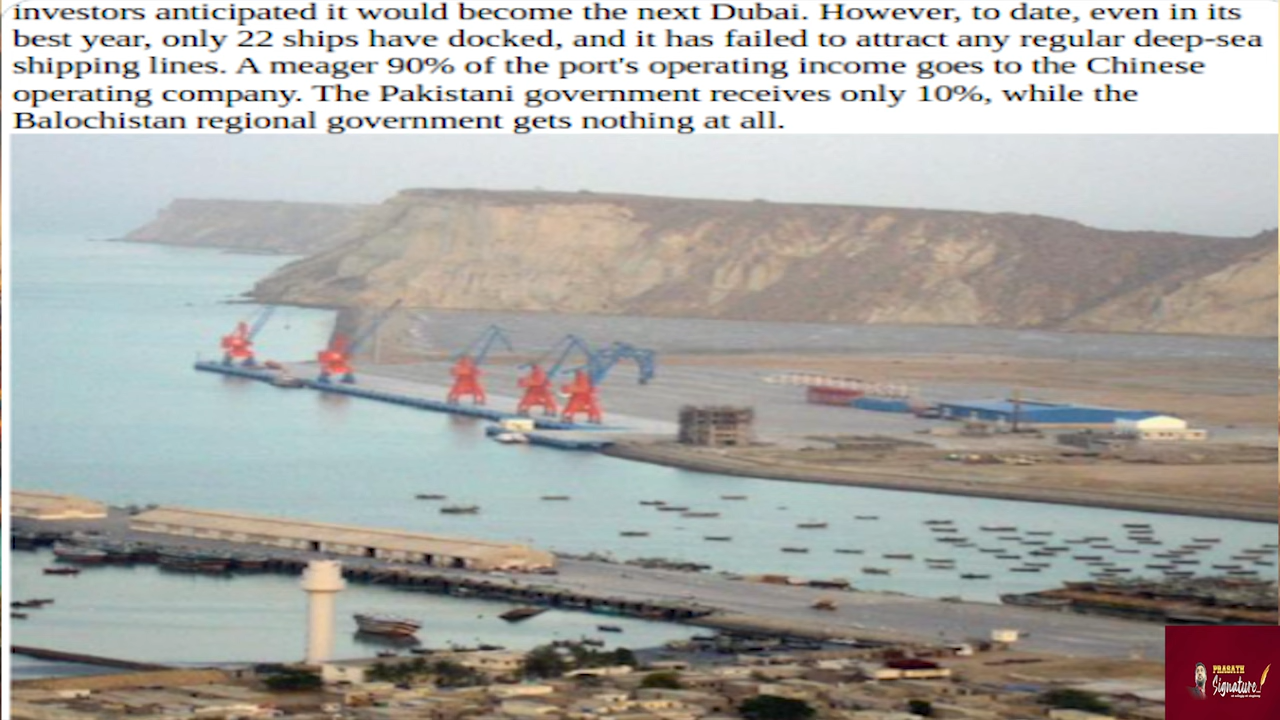 investors anticipated it would become the next Dubai. However, to date, even in its
best year, only 22 ships have docked, and it has failed to attract any regular deep-sea
shipping lines. A meager 90% of the port's operating income goes to the Chinese
operating company. The Pakistani government receives only 10%, while the
Balochistan regional government gets nothing at all.
PRASATH
Signature